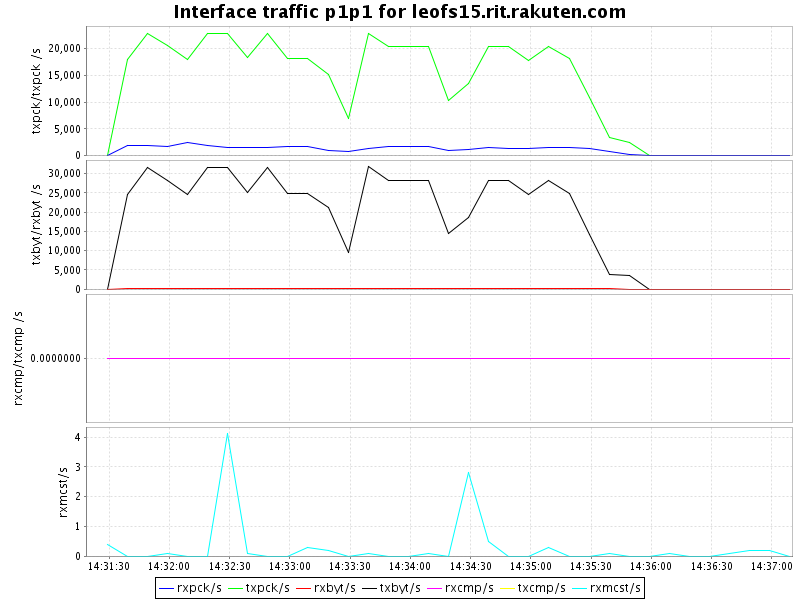 Interface traffic p1p1 for leofs15.rit.rakuten.com
txpck/txpck /s
20,000
15,000
10,000
5,000
0
txbyt/rxbyt /s
30,000
25,000
20,000
15,000
10,000
5,000
0
rxcmp/txcmp /s
0.0000000
rxmcst/s
4
3
2
1
0
14:31:30 14:32:00 14:32:30 14:33:00 14:33:30 14:34:00 14:34:30 14:35:00 14:35:30 14:36:00 14:36:30 14:37:00
rxpck/s txpck/s rxbyt/s txbyt/s rxcmp/s txcmp/s rxmcst/s